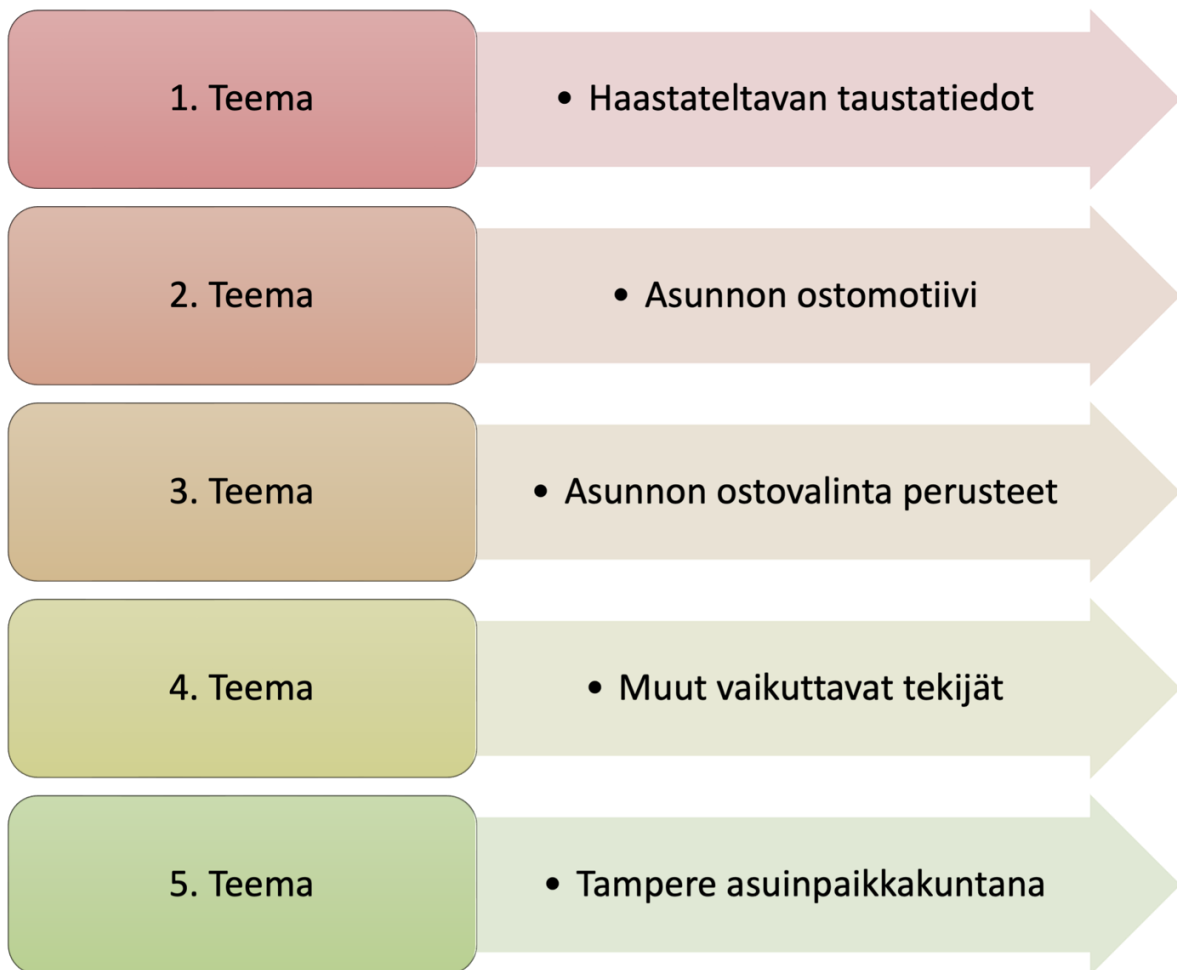 1. Teema
• Haastateltavan taustatiedot
2. Teema
• Asunnon ostomotiivi
3. Teema
• Asunnon ostovalinta perusteet
4. Teema
• Muut vaikuttavat tekijät
5. Teema
• Tampere asuinpaikkakuntana